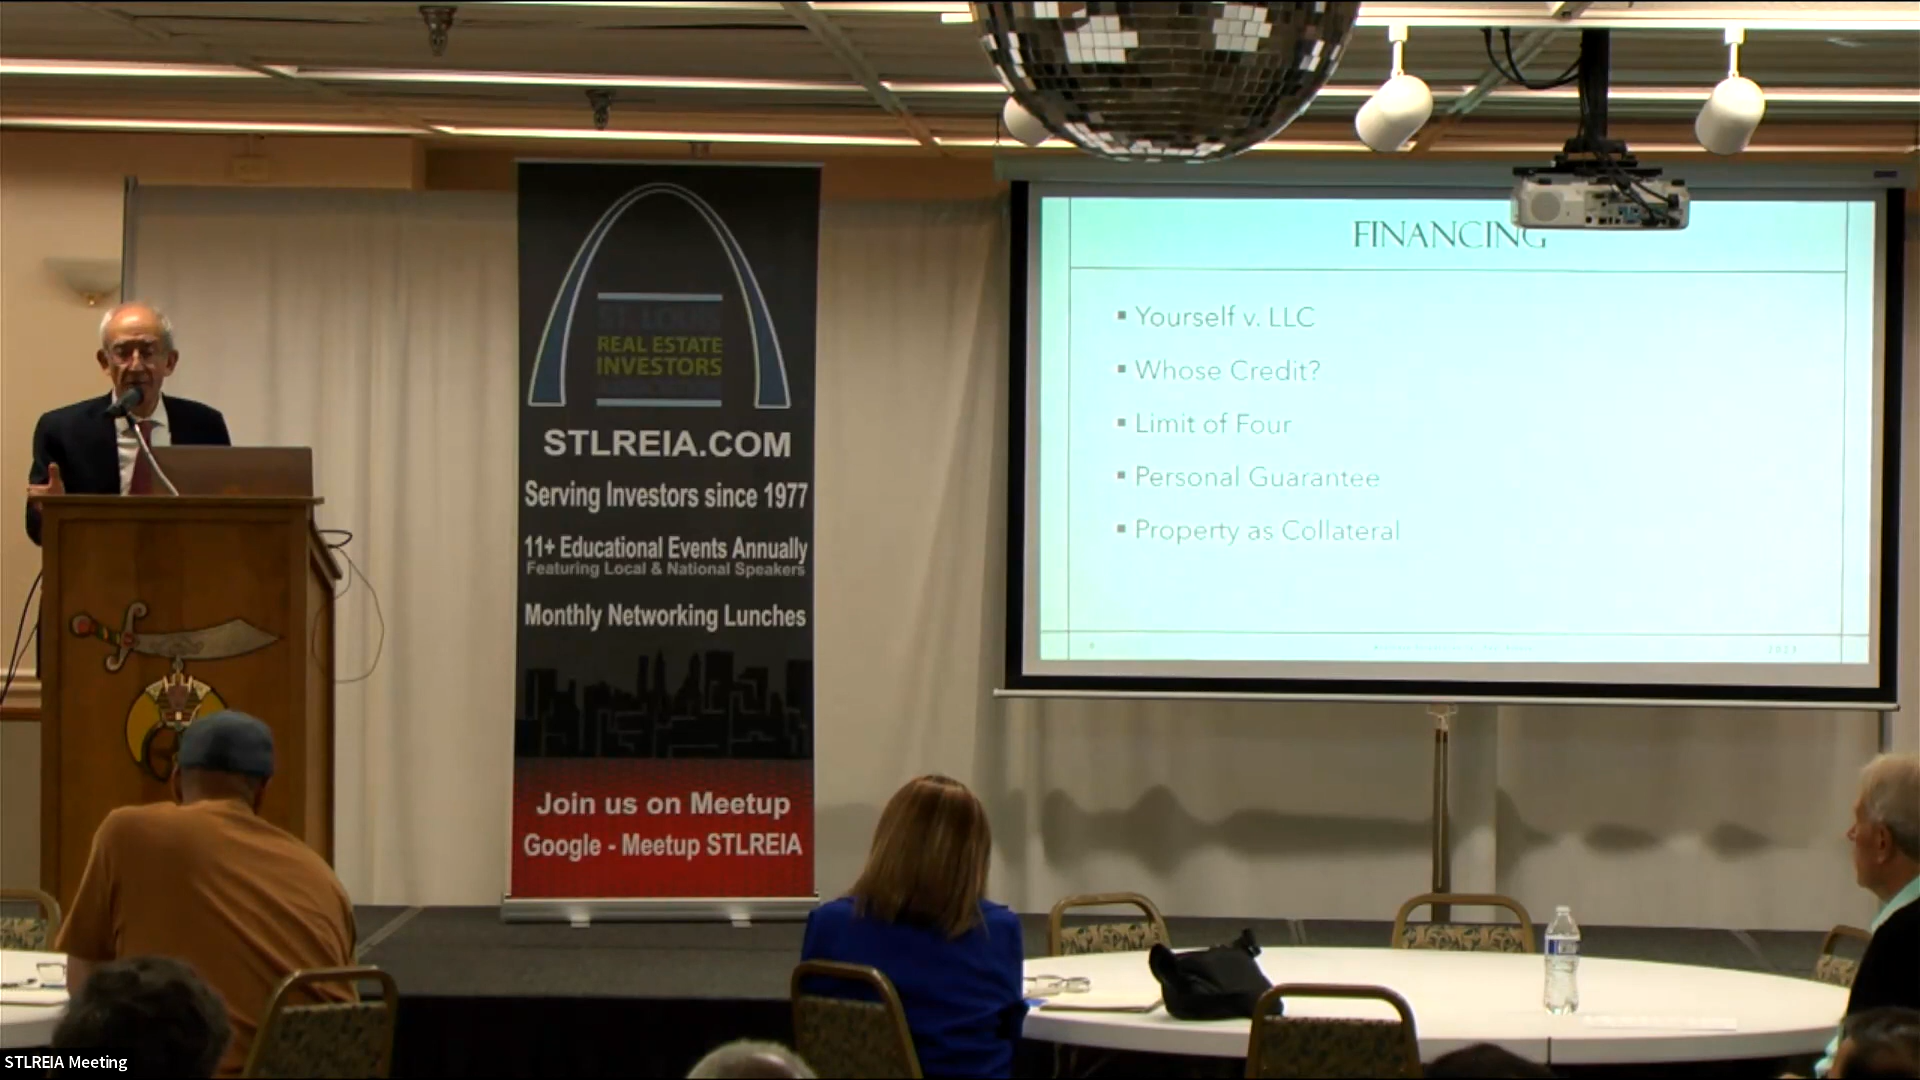 ST. LOUIS
REAL ESTATE
INVESTORS
STLREIA.COM
Serving Investors since 1977
11+ Educational Events Annually
Featuring Local & National Speakers
Monthly Networking Lunches
Join us on Meetup
Google - Meetup STLREIA
FINANCING
▪ Yourself v. LLC
▪ Whose Credit?
▪ Limit of Four
▪ Personal Guarantee
▪ Property as Collateral
STLREIA Meeting